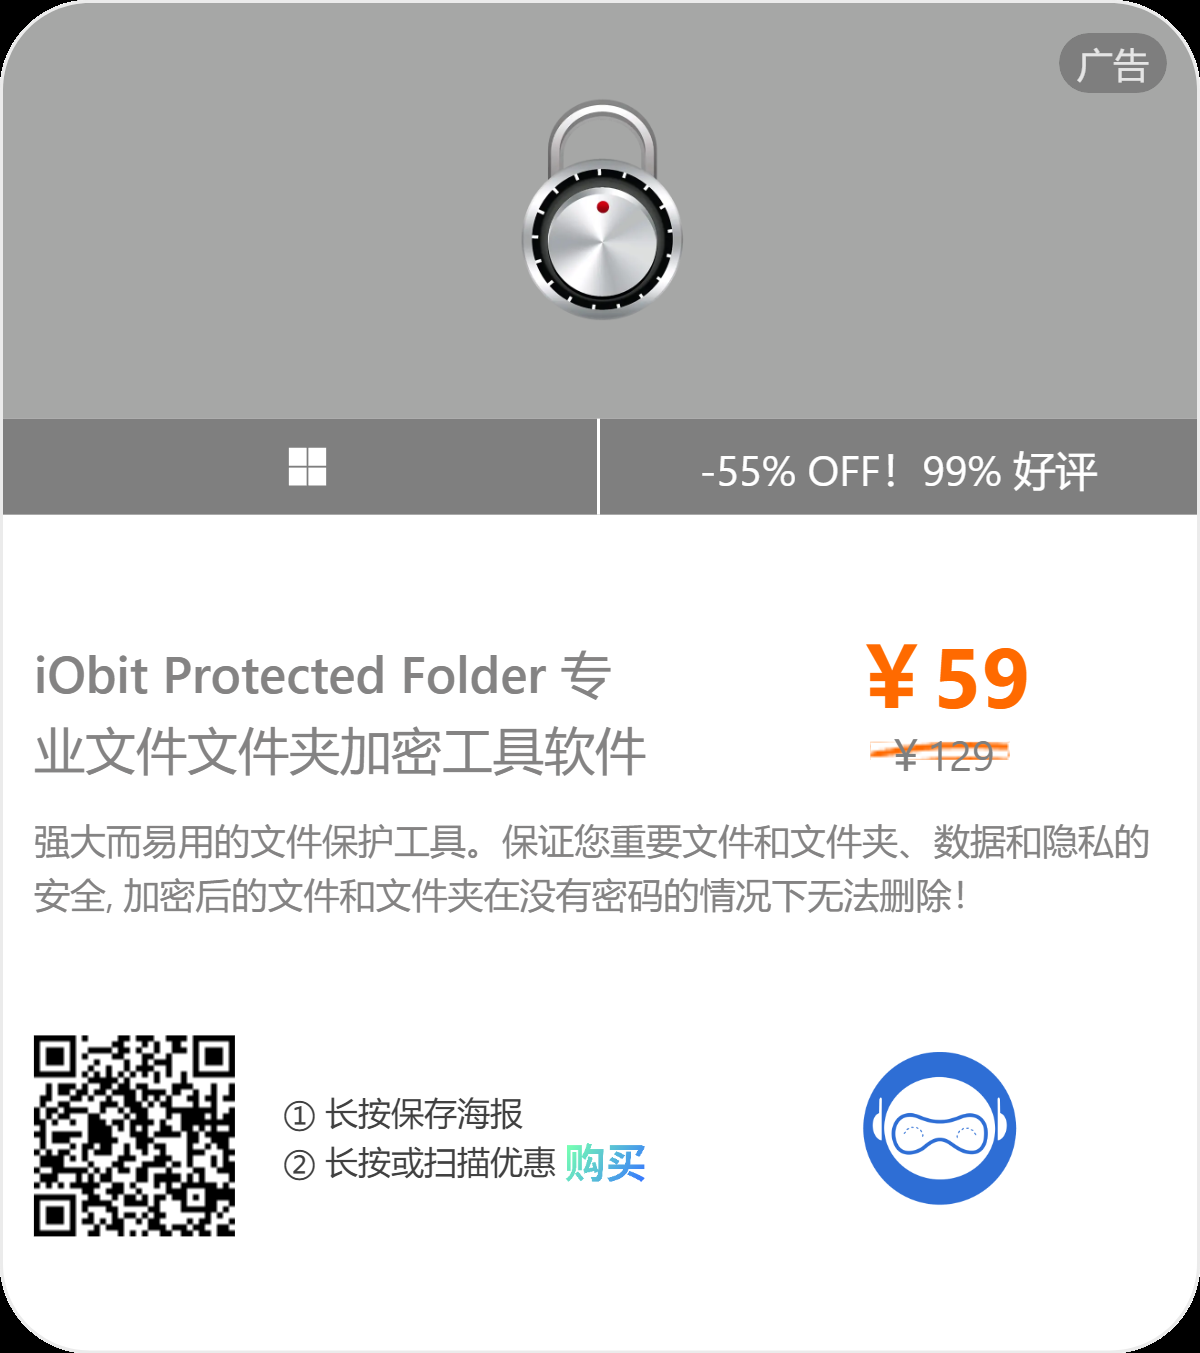 广告
-55% OFF！99% 好评
iObit Protected Folder 专
业文件文件夹加密工具软件
¥ 59
¥ 129
强大而易用的文件保护工具。保证您重要文件和文件夹、数据和隐私的
安全, 加密后的文件和文件夹在没有密码的情况下无法删除！
① 长按保存海报
② 长按或扫描优惠 购买